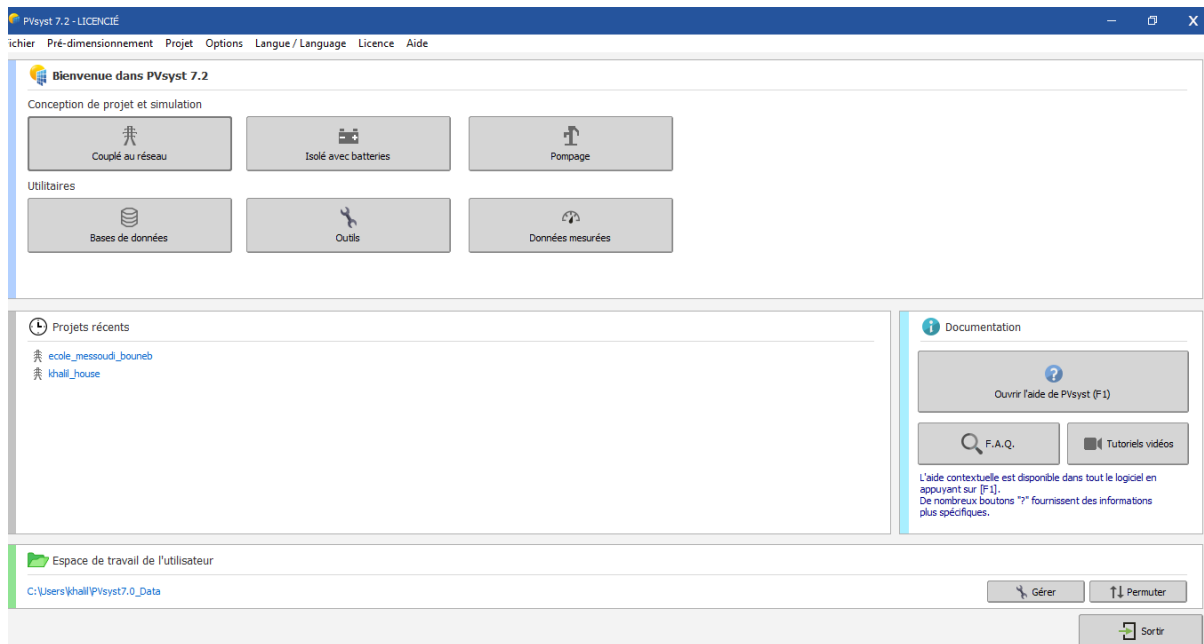 PVsyst 7.2 - LICENCIÉ
ichier Pré-dimensionnement Projet Options Langue / Language Licence Aide
Bienvenue dans PVsyst 7.2
Conception de projet et simulation
Couplé au réseau
Isolé avec batteries
Pompage
Utilitaires
Bases de données
Outils
Données mesurées
Projets récents
ecole_messoudi_bouneb
khalil_house
Documentation
Ouvrir l'aide de PVsyst (F1)
F.A.Q.
Tutoriels vidéos
L'aide contextuelle est disponible dans tout le logiciel en
appuyant sur [F1].
De nombreux boutons "?" fournissent des informations
plus spécifiques.
Espace de travail de l'utilisateur
C:\Users\khalil\PVsyst7.0_Data
Gérer
Permuter
Sortir